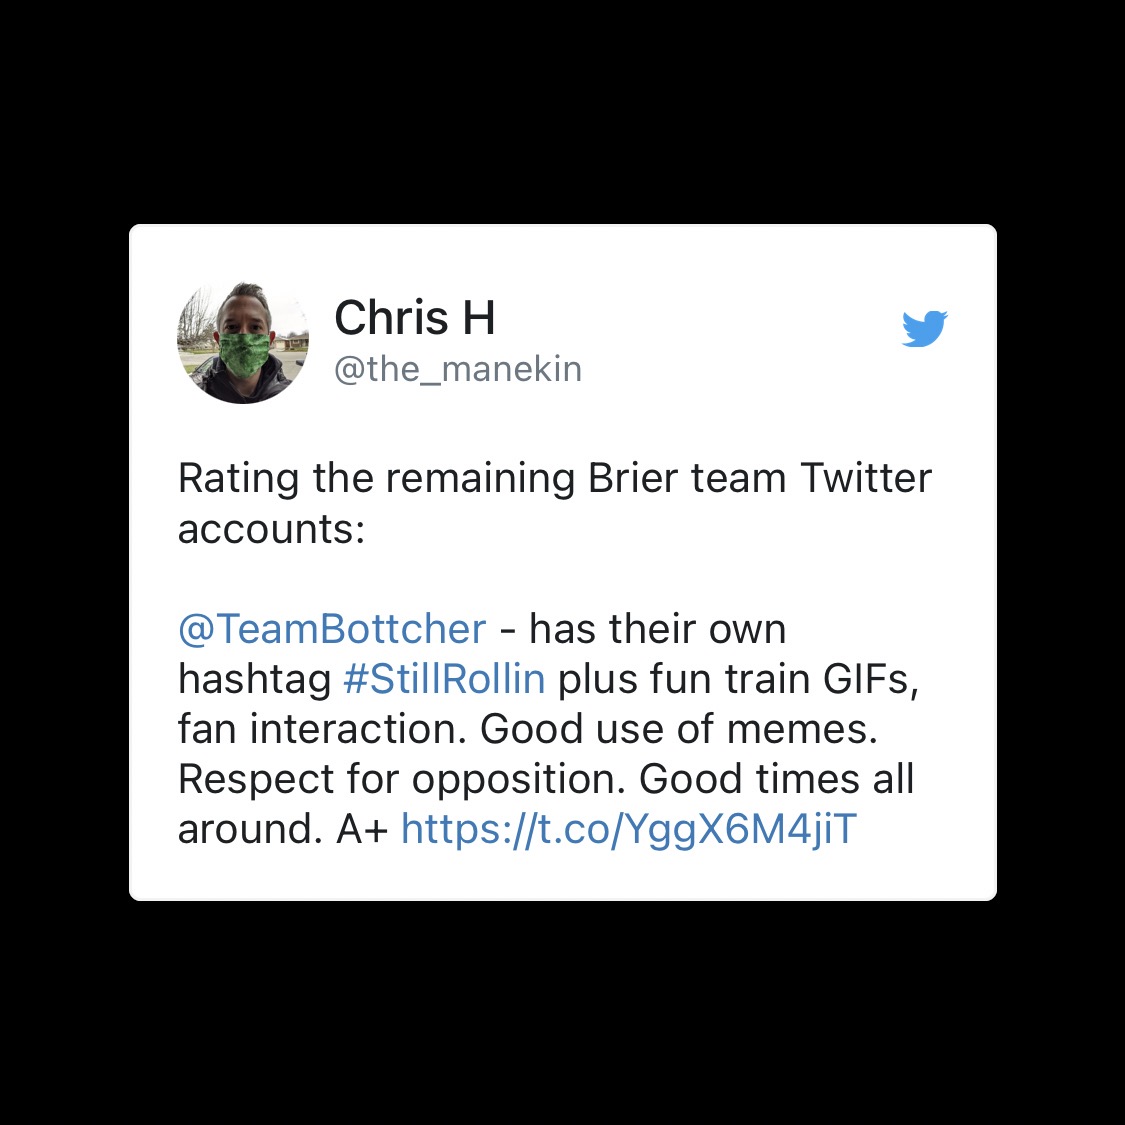 Chris H
@the_manekin
Rating the remaining Brier team Twitter
accounts:
@TeamBottcher - has their own
hashtag #StillRollin plus fun train GIFs,
fan interaction. Good use of memes.
Respect for opposition. Good times all
around. A+ https://t.co/YggX6M4jiT